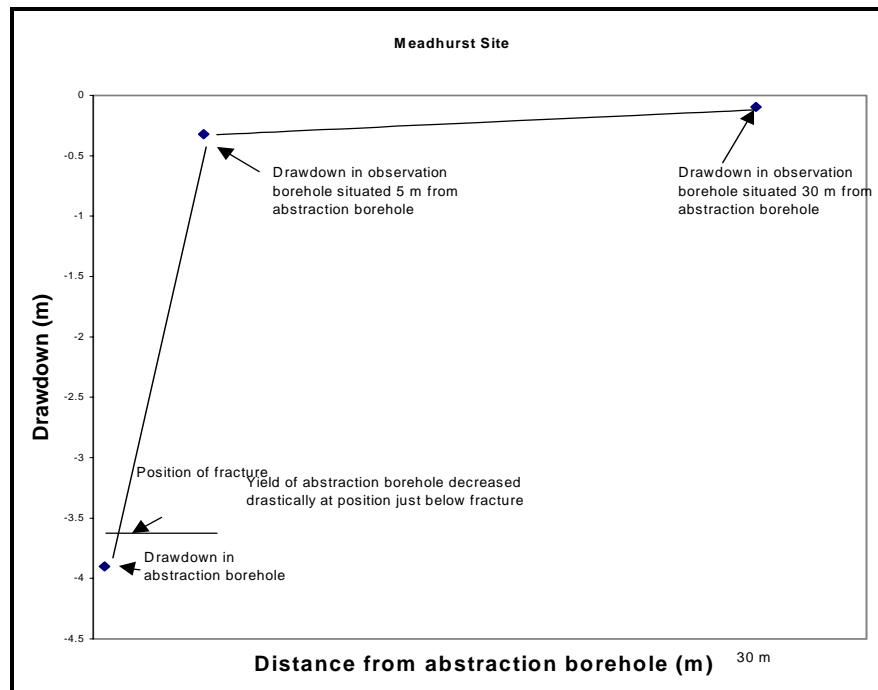 Meadhurst Site
0
-0.5
-1
-1.5
-2
-2.5
-3
-3.5
-4
-4.5
Drawdown (m)
Drawdown in observation
borehole situated 5 m from
abstraction borehole
Drawdown in observation
borehole situated 30 m from
abstraction borehole
Position of fracture
Yield of abstraction borehole decreased
drastically at position just below fracture
Drawdown in
abstraction borehole
Distance from abstraction borehole (m)
30 m